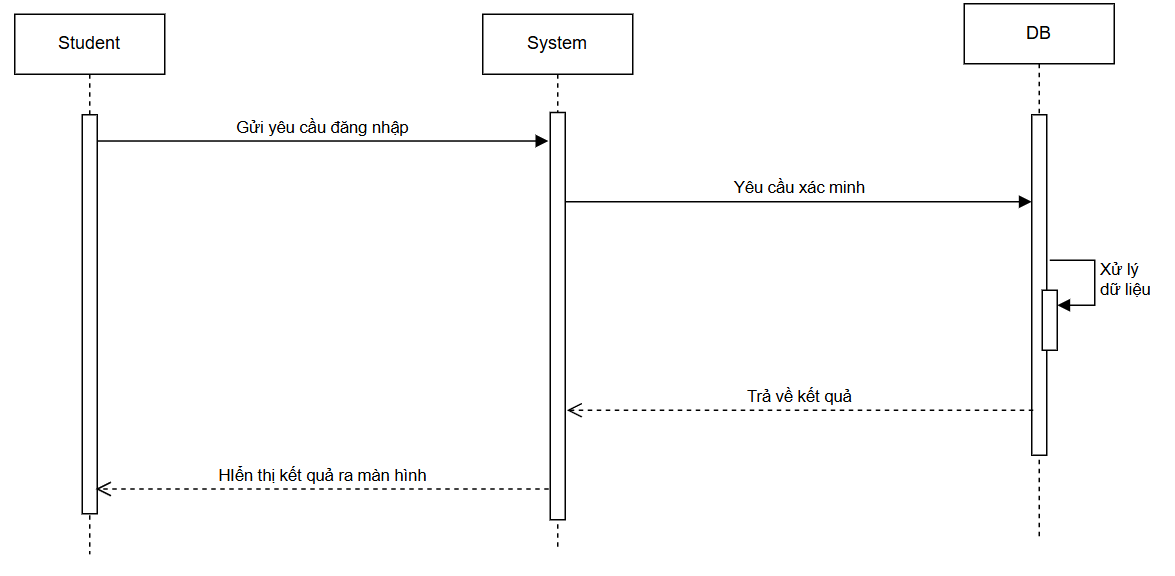 Student
System
DB
Gửi yêu cầu đăng nhập
Yêu cầu xác minh
Xử lý
dữ liệu
Trả về kết quả
HIển thị kết quả ra màn hình